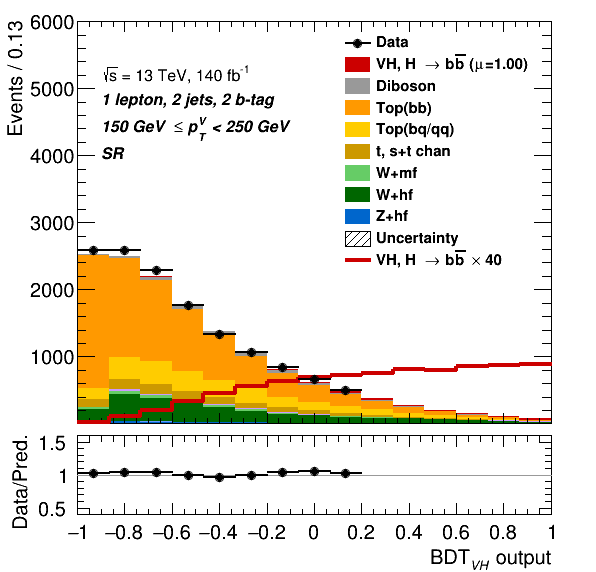 Events / 0.13
6000
5000
4000
3000
2000
1000
√s = 13 TeV, 140 fb⁻¹
1 lepton, 2 jets, 2 b-tag
150 GeV ≤ p_T^V < 250 GeV
SR
Data
VH, H → bb̅ (μ=1.00)
Diboson
Top(bb)
Top(bq/qq)
t, s+t chan
W+mf
W+hf
Z+hf
Uncertainty
VH, H → bb̅ × 40
Data/Pred.
1.5
1
0.5
−1 −0.8 −0.6 −0.4 −0.2 0 0.2 0.4 0.6 0.8 1
BDT_VH output